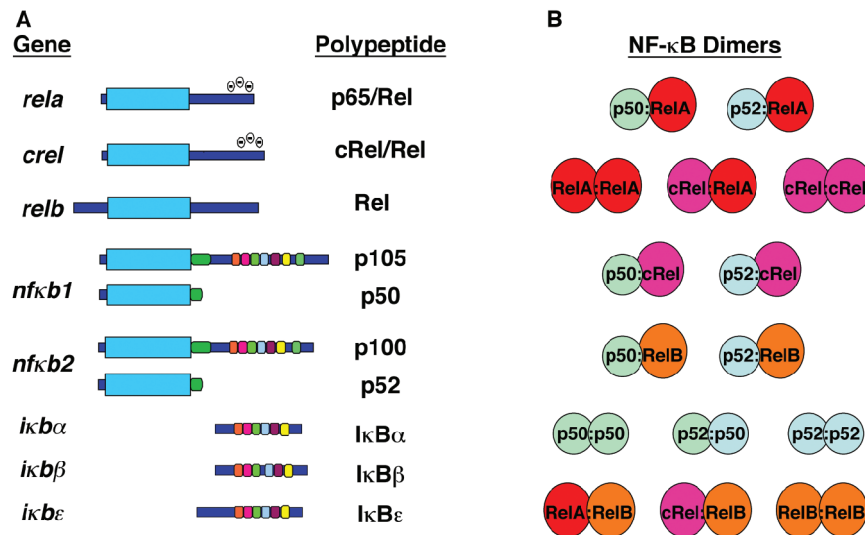 A
Gene
Polypeptide
rela
p65/Rel
crel
cRel/Rel
relb
Rel
nfκb1
p105
p50
nfκb2
p100
p52
iκbα
IκBα
iκbβ
IκBβ
iκbε
IκBε
B
NF-κB Dimers
p50:RelA p52:RelA
RelA:RelA cRel:RelA cRel:cRel
p50:cRel p52:cRel
p50:RelB p52:RelB
p50:p50 p52:p50 p52:p52
RelA:RelB cRel:RelB RelB:RelB